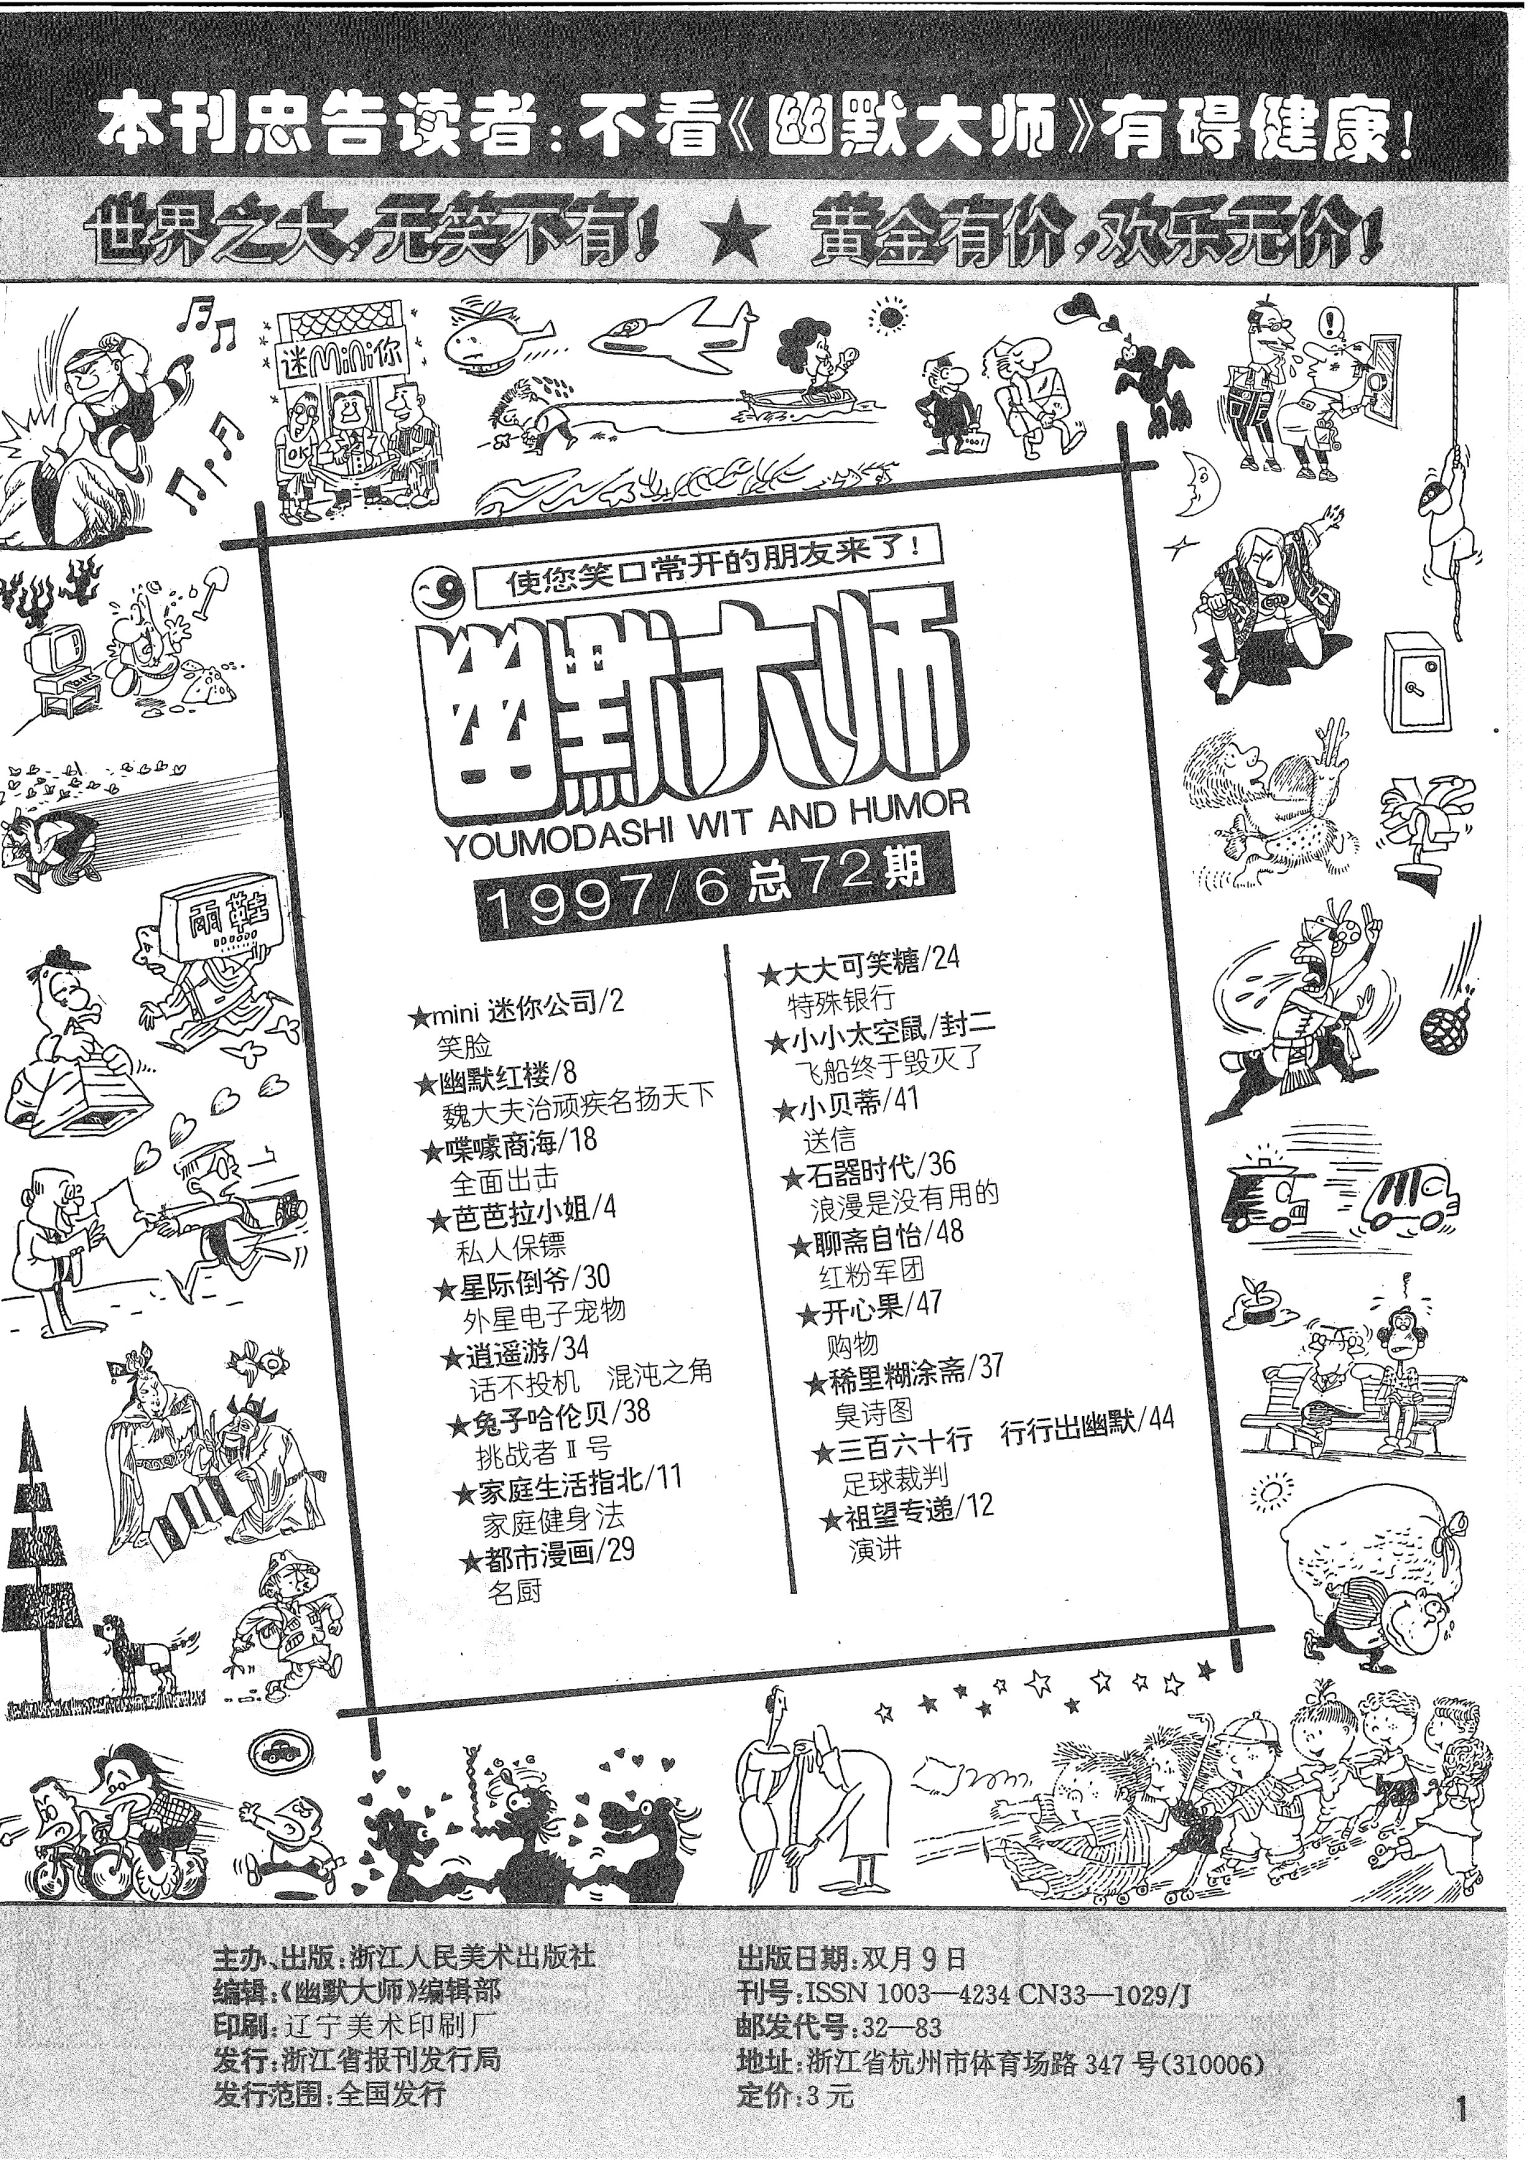 本刊忠告读者:不看《幽默大师》有碍健康!
世界之大,无笑不有! ★ 黄金有价,欢乐无价!
迷mini你
OK
!
使您笑口常开的朋友来了!
幽默大师
YOUMODASHI WIT AND HUMOR
1997/6总72期
雨鞋
★mini 迷你公司/2
笑脸
★幽默红楼/8
魏大夫治顽疾名扬天下
★喋嚎商海/18
全面出击
★芭芭拉小姐/4
私人保镖
★星际倒爷/30
外星电子宠物
★逍遥游/34
话不投机 混沌之角
★兔子哈伦贝/38
挑战者Ⅱ号
★家庭生活指北/11
家庭健身法
★都市漫画/29
名厨
★大大可笑糖/24
特殊银行
★小小太空鼠/封二
飞船终于毁灭了
★小贝蒂/41
送信
★石器时代/36
浪漫是没有用的
★聊斋自怡/48
红粉军团
★开心果/47
购物
★稀里糊涂斋/37
臭诗图
★三百六十行 行行出幽默/44
足球裁判
★祖望专递/12
演讲
主办、出版:浙江人民美术出版社
编辑:《幽默大师》编辑部
印刷:辽宁美术印刷厂
发行:浙江省报刊发行局
发行范围:全国发行
出版日期:双月9日
刊号:ISSN 1003—4234 CN33—1029/J
邮发代号:32—83
地址:浙江省杭州市体育场路 347 号(310006)
定价:3元
1